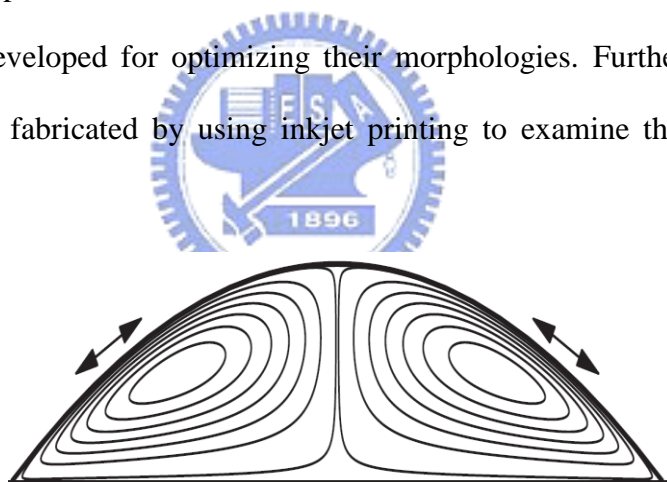 eveloped for optimizing their morphologies. Furthe
fabricated by using inkjet printing to examine th
E S A
1896